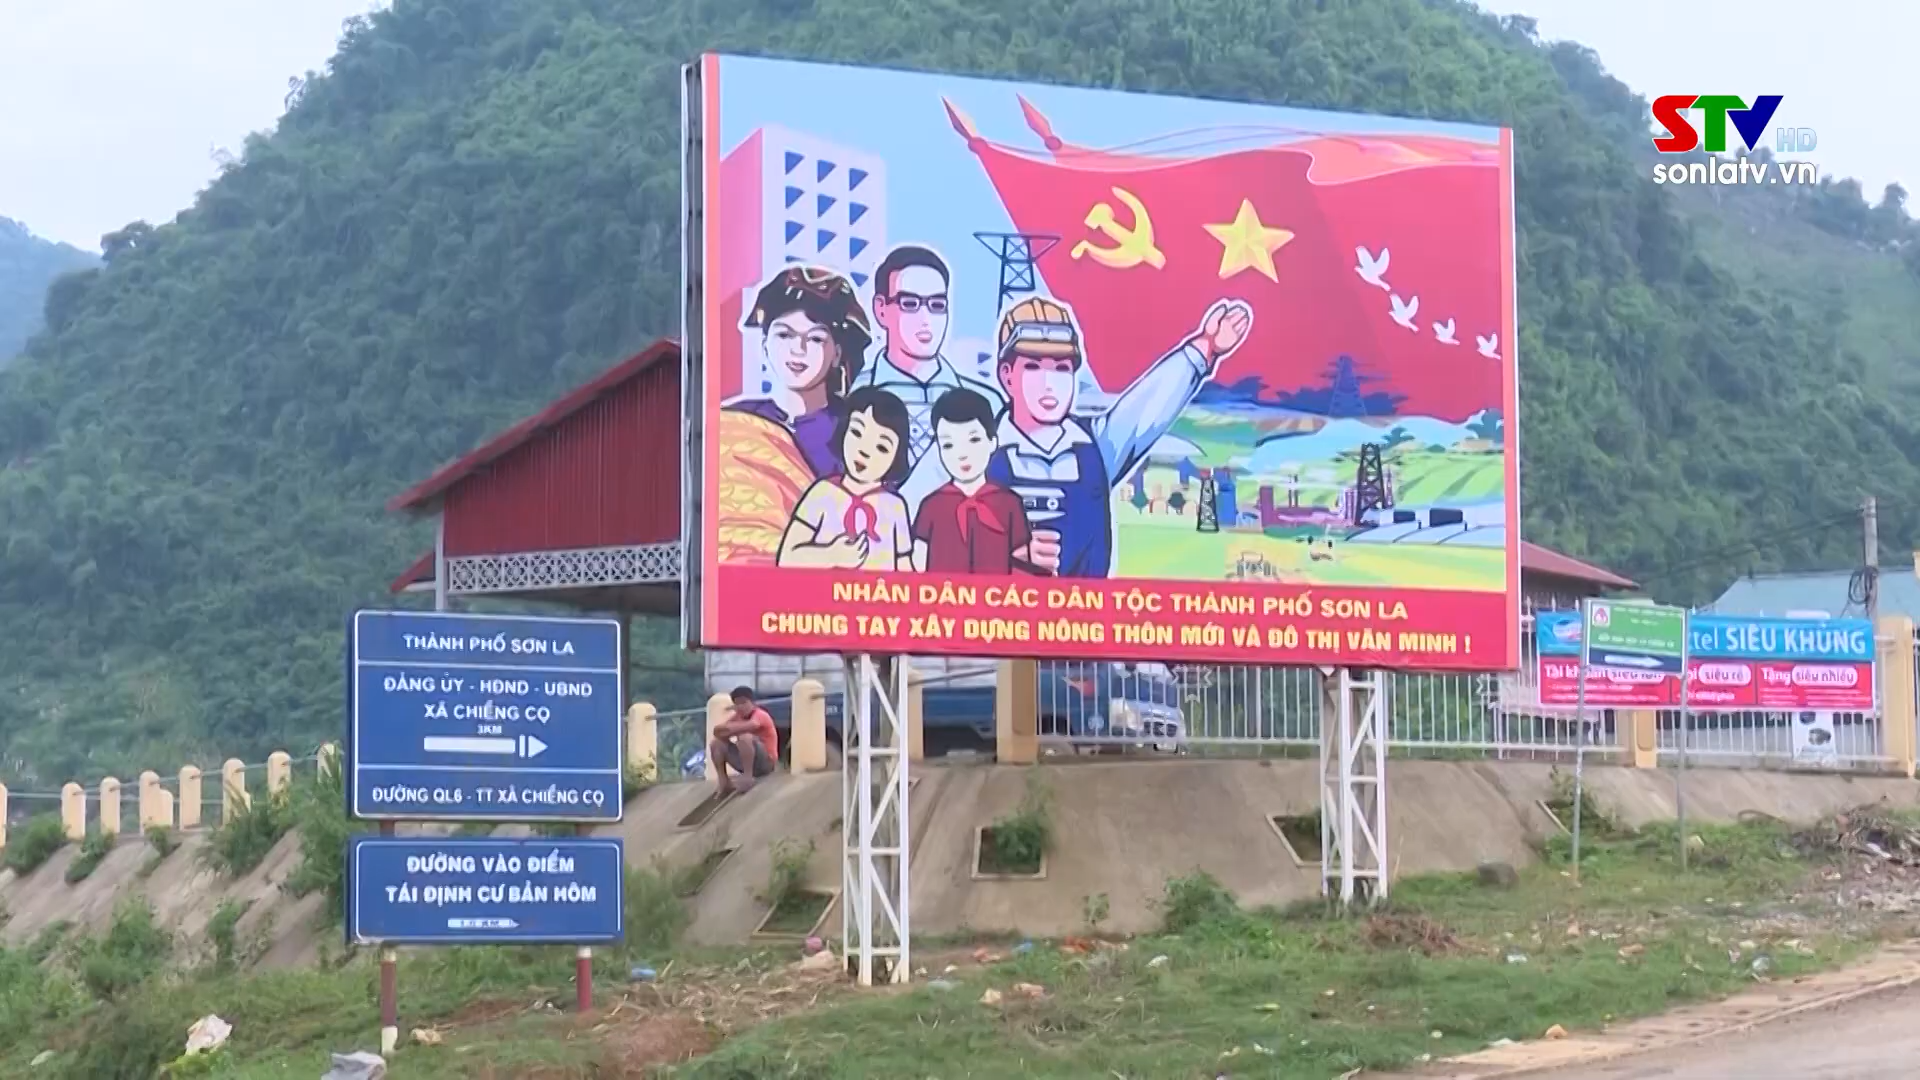 STV HD
sonlatv.vn
NHÂN DÂN CÁC DÂN TỘC THÀNH PHỐ SƠN LA
CHUNG TAY XÂY DỰNG NÔNG THÔN MỚI VÀ ĐÔ THỊ VĂN MINH !
THÀNH PHỐ SƠN LA
ĐẢNG ỦY - HĐND - UBND
XÃ CHIỀNG CỌ
3KM
ĐƯỜNG QL6 - TT XÃ CHIỀNG CỌ
ĐƯỜNG VÀO ĐIỂM
TÁI ĐỊNH CƯ BẢN HÔM
tel SIÊU KHỦNG
Tài khoản
siêu rẻ
Tặng siêu nhiều